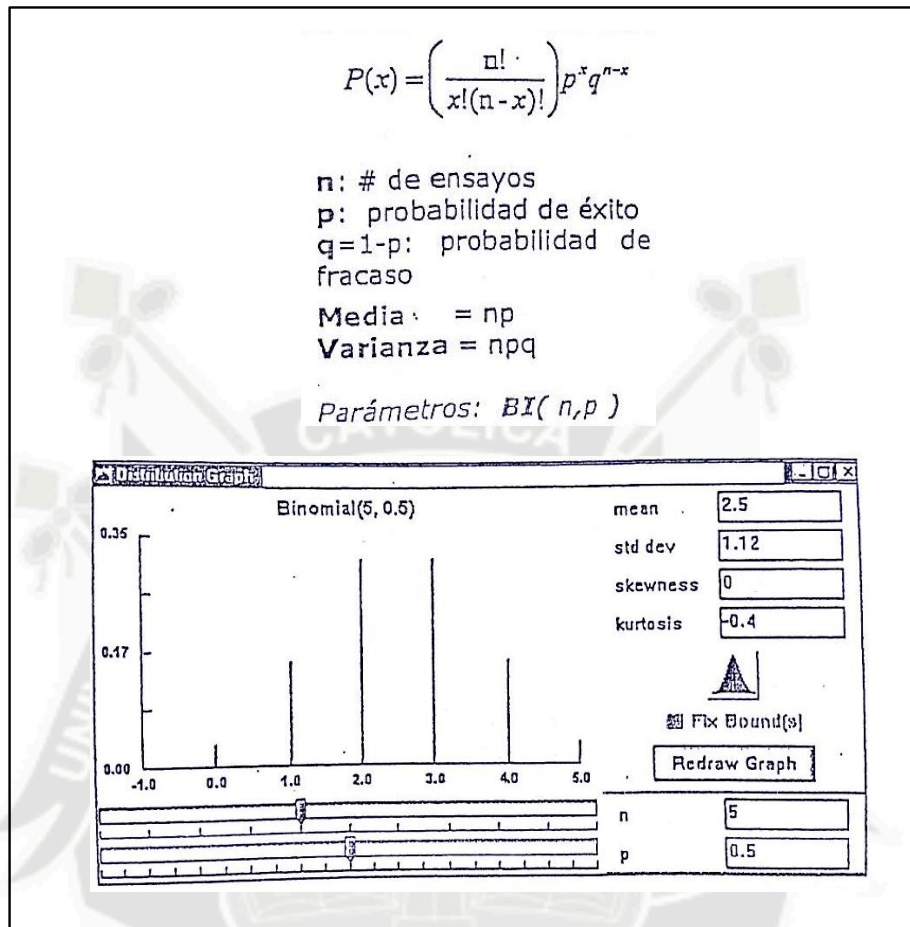 P(x) = ( n! / x!(n-x)! ) p^x q^(n-x)
n: # de ensayos
p: probabilidad de éxito
q=1-p: probabilidad de
fracaso
Media = np
Varianza = npq
Parámetros: BI( n,p )
CATOLICA
Distribution Graph
Binomial(5, 0.5)
0.35
0.17
0.00
-1.0 0.0 1.0 2.0 3.0 4.0 5.0
mean 2.5
std dev 1.12
skewness 0
kurtosis -0.4
Fix Bound(s)
Redraw Graph
n 5
p 0.5